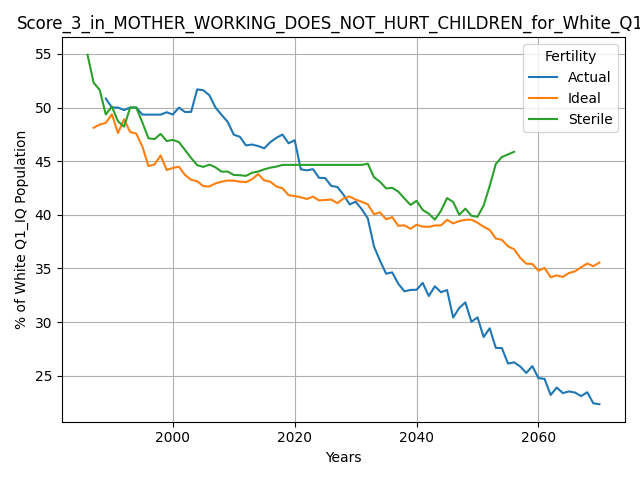 Score_3_in_MOTHER_WORKING_DOES_NOT_HURT_CHILDREN_for_White_Q1
Fertility
Actual
Ideal
Sterile
% of White Q1_IQ Population
55
50
45
40
35
30
25
2000
2020
2040
2060
Years